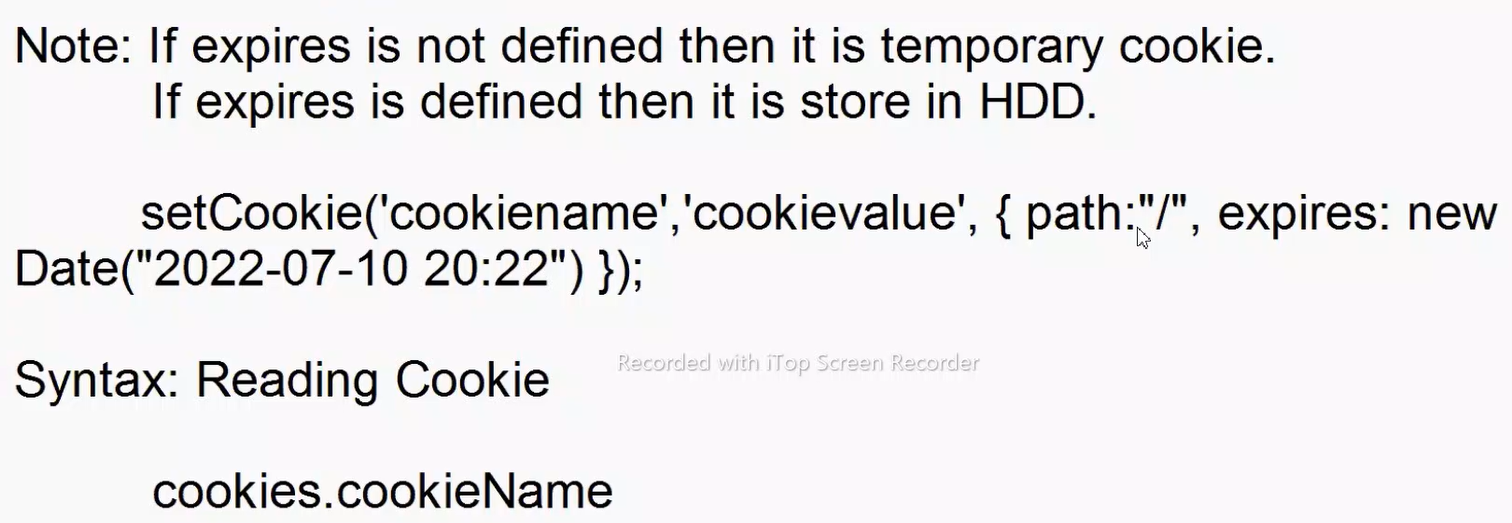 Note: If expires is not defined then it is temporary cookie.
If expires is defined then it is store in HDD.
setCookie('cookiename','cookievalue', { path:"/", expires: new
Date("2022-07-10 20:22") });
Recorded with iTop Screen Recorder
Syntax: Reading Cookie
cookies.cookieName